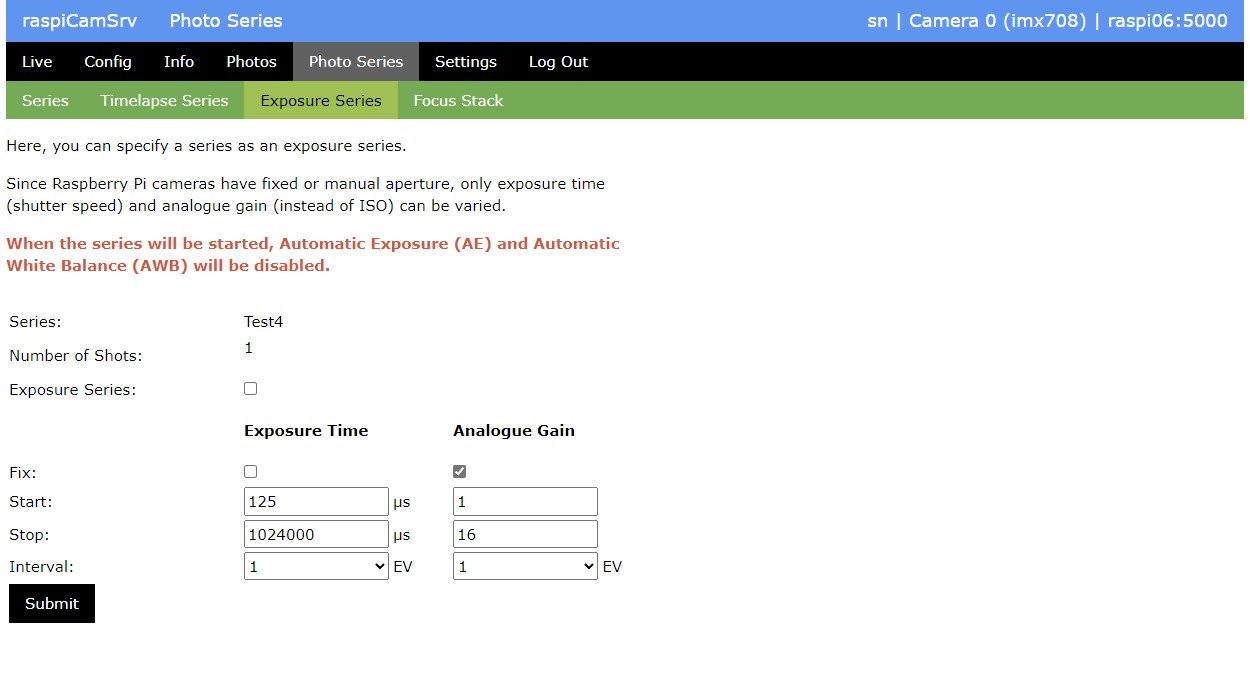 raspiCamSrv Photo Series sn | Camera 0 (imx708) | raspi06:5000
Live Config Info Photos Photo Series Settings Log Out
Series Timelapse Series Exposure Series Focus Stack
Here, you can specify a series as an exposure series.
Since Raspberry Pi cameras have fixed or manual aperture, only exposure time
(shutter speed) and analogue gain (instead of ISO) can be varied.
When the series will be started, Automatic Exposure (AE) and Automatic
White Balance (AWB) will be disabled.
Series: Test4
Number of Shots: 1
Exposure Series:
Exposure Time Analogue Gain
Fix:
Start: 125 µs 1
Stop: 1024000 µs 16
Interval: 1 EV 1 EV
Submit